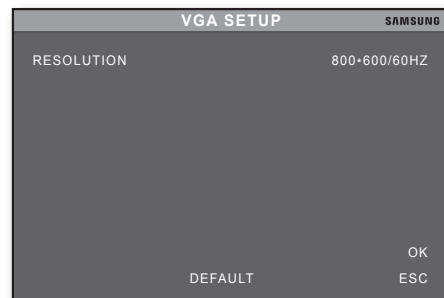 VGA SETUP SAMSUNG
RESOLUTION 800*600/60HZ
OK
DEFAULT ESC